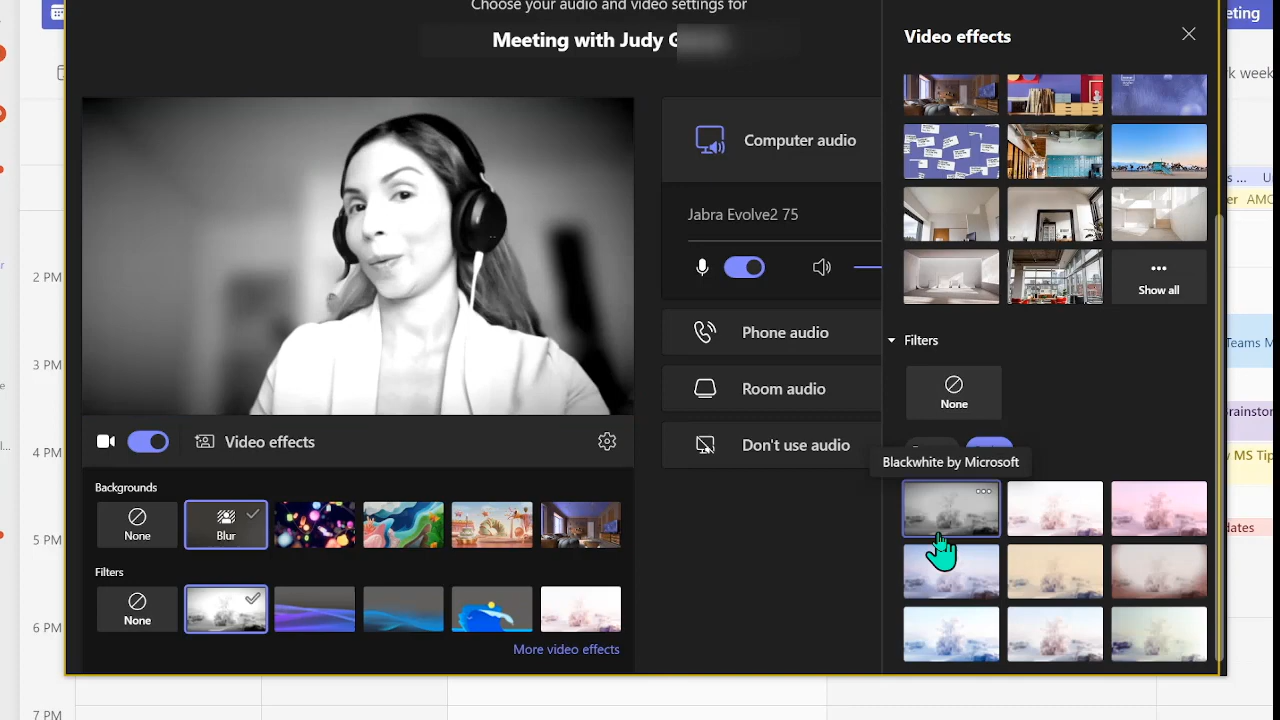 Choose your audio and video settings for
Meeting with Judy
Video effects
Computer audio
Jabra Evolve2 75
Phone audio
Room audio
Don't use audio
Video effects
Backgrounds
None
Blur
Filters
None
More video effects
Show all
Filters
None
Blackwhite by Microsoft
2 PM
3 PM
4 PM
5 PM
6 PM
7 PM
eting
k week
s ...
U
er AMC
Teams M
rainstor
MS Tip
dates